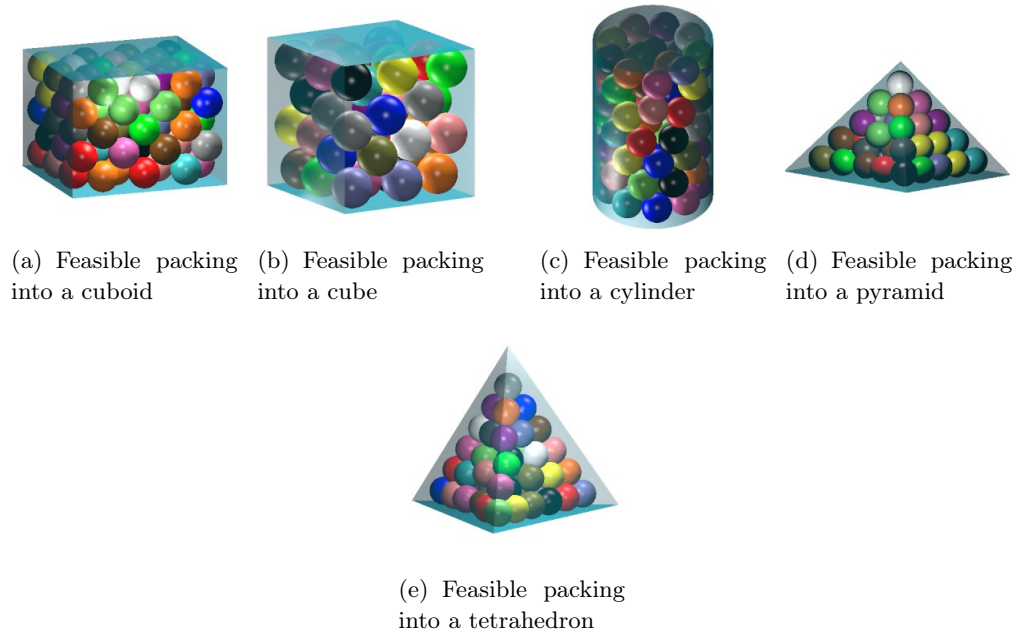 (a) Feasible packing
into a cuboid
(b) Feasible packing
into a cube
(c) Feasible packing
into a cylinder
(d) Feasible packing
into a pyramid
(e) Feasible packing
into a tetrahedron